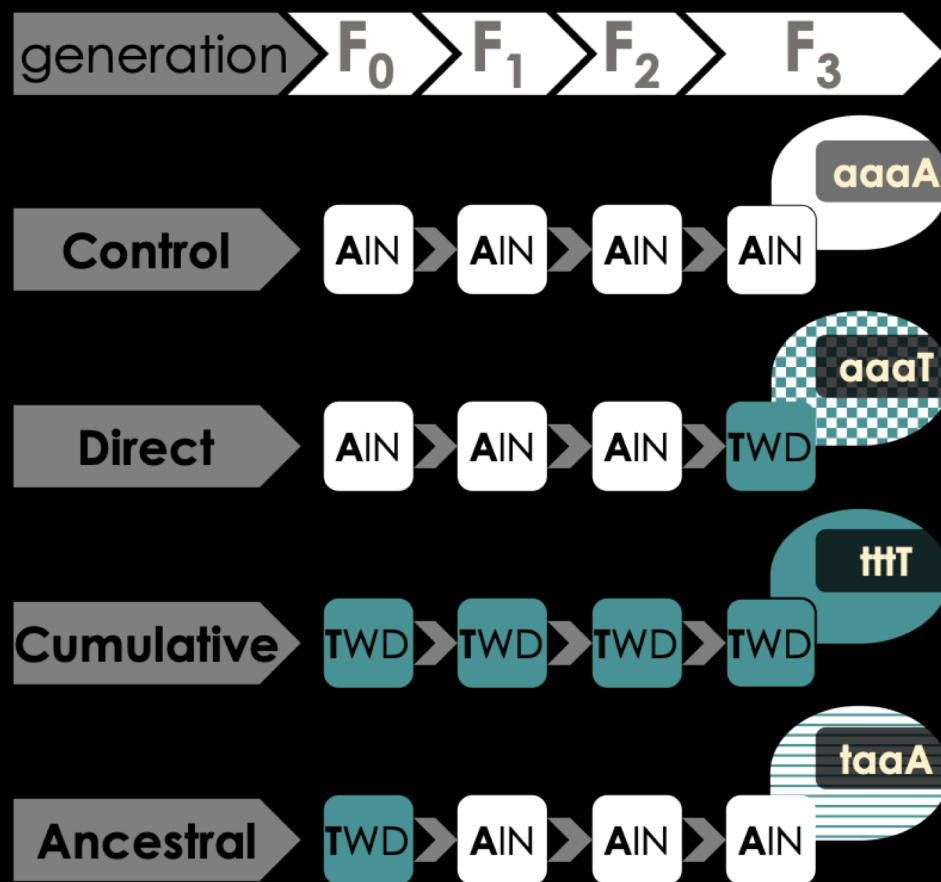 generation F0 F1 F2 F3
aaaA
Control AIN AIN AIN AIN
aaaT
Direct AIN AIN AIN TWD
tttT
Cumulative TWD TWD TWD TWD
taaA
Ancestral TWD AIN AIN AIN